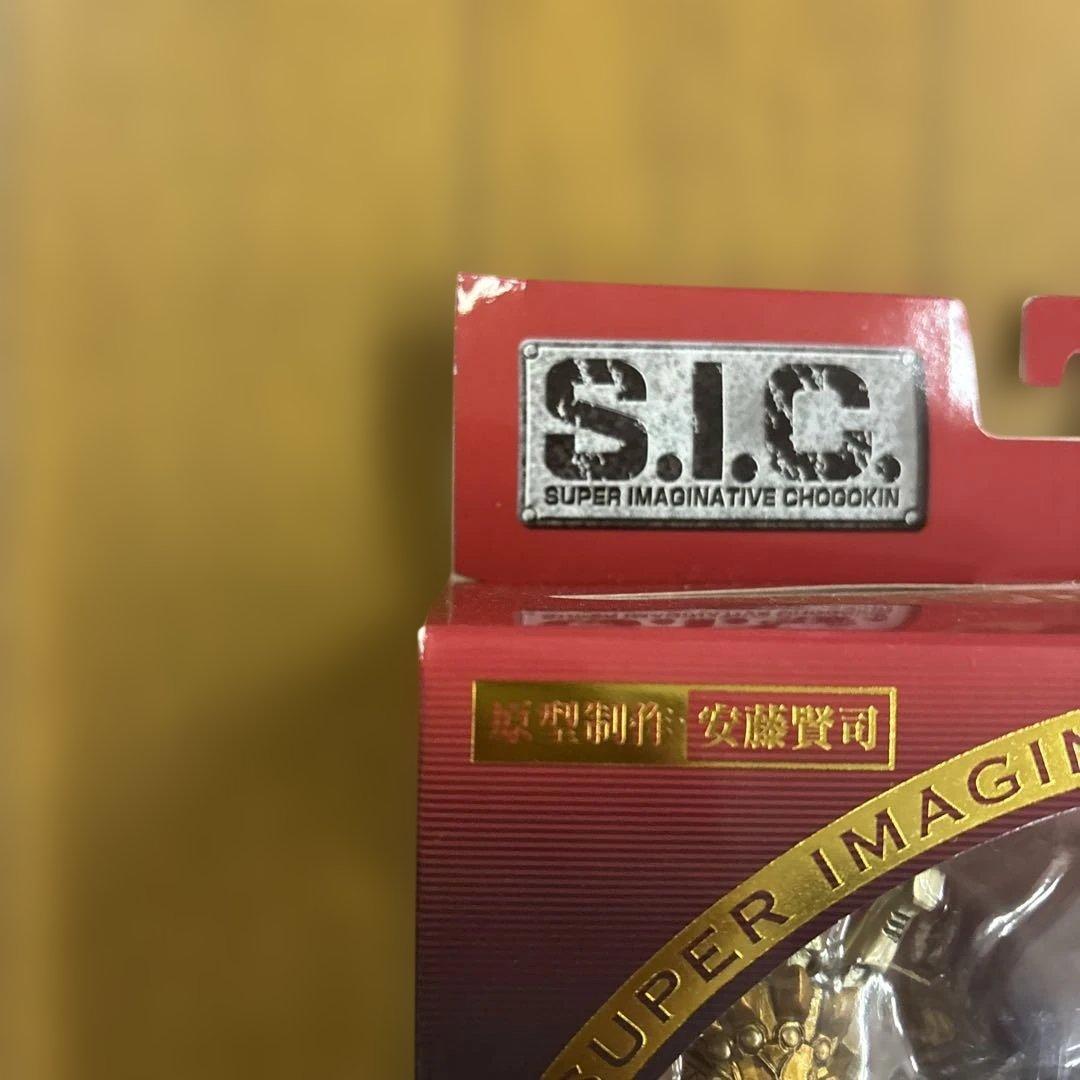 S.I.C.
SUPER IMAGINATIVE CHOGOKIN
原型制作 安藤賢司
SUPER IMAGIN